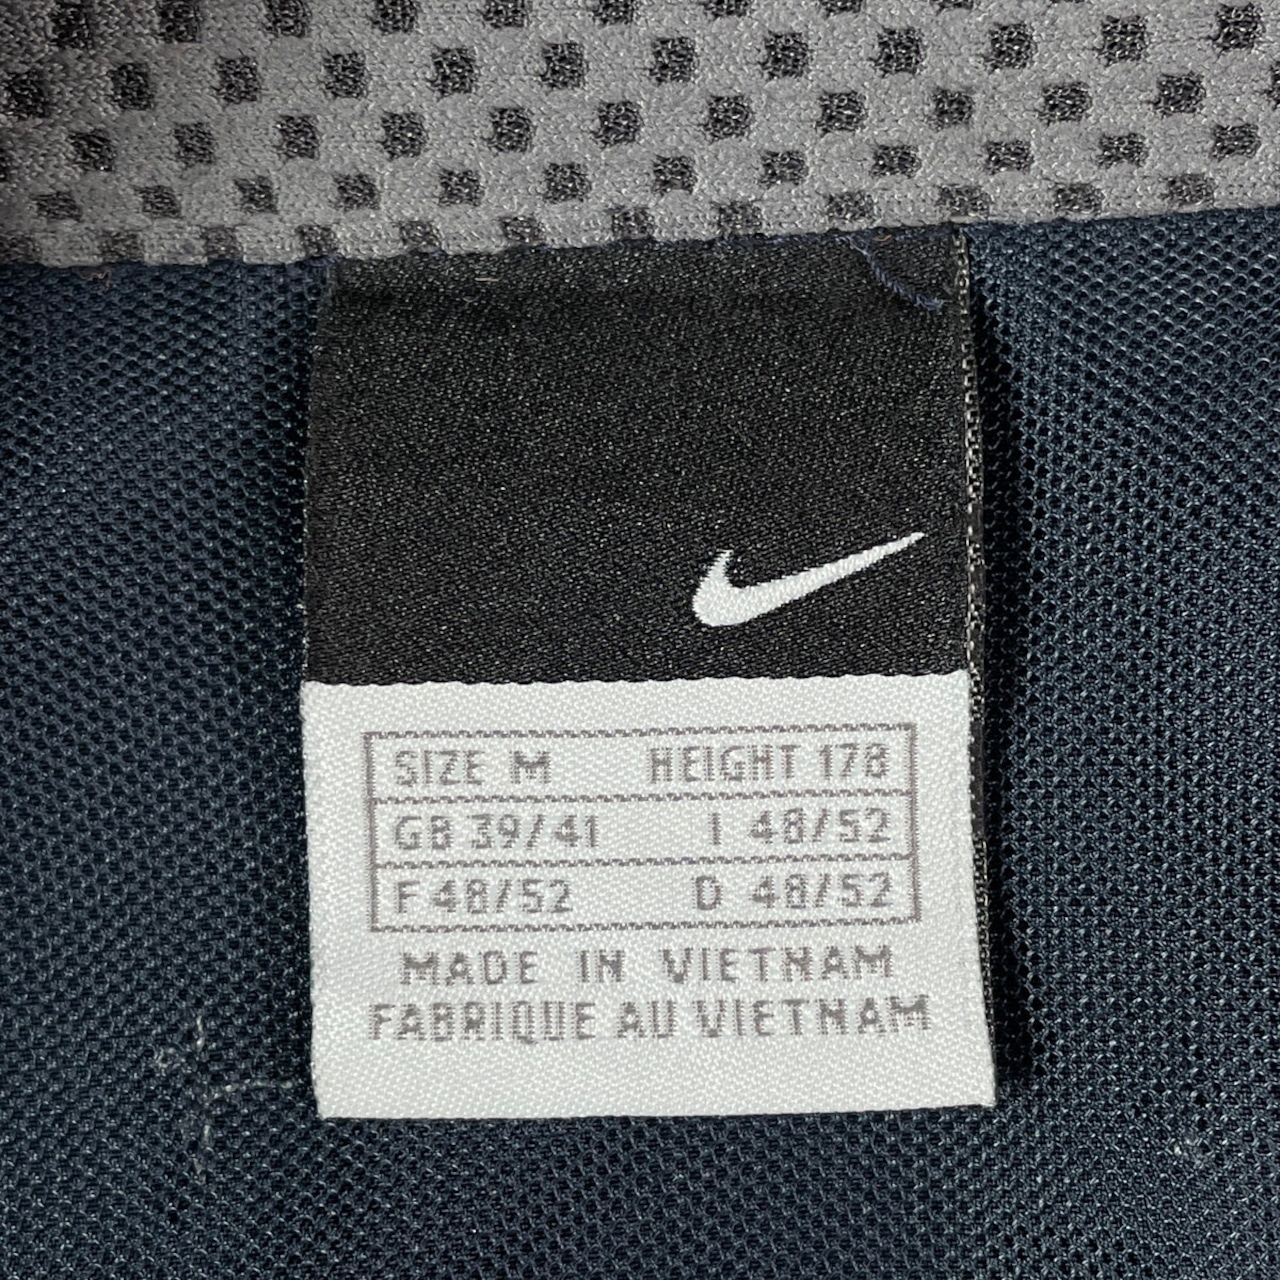 SIZE M HEIGHT 178
GB 39/41 I 48/52
F 48/52 D 48/52
MADE IN VIETNAM
FABRIQUE AU VIETNAM